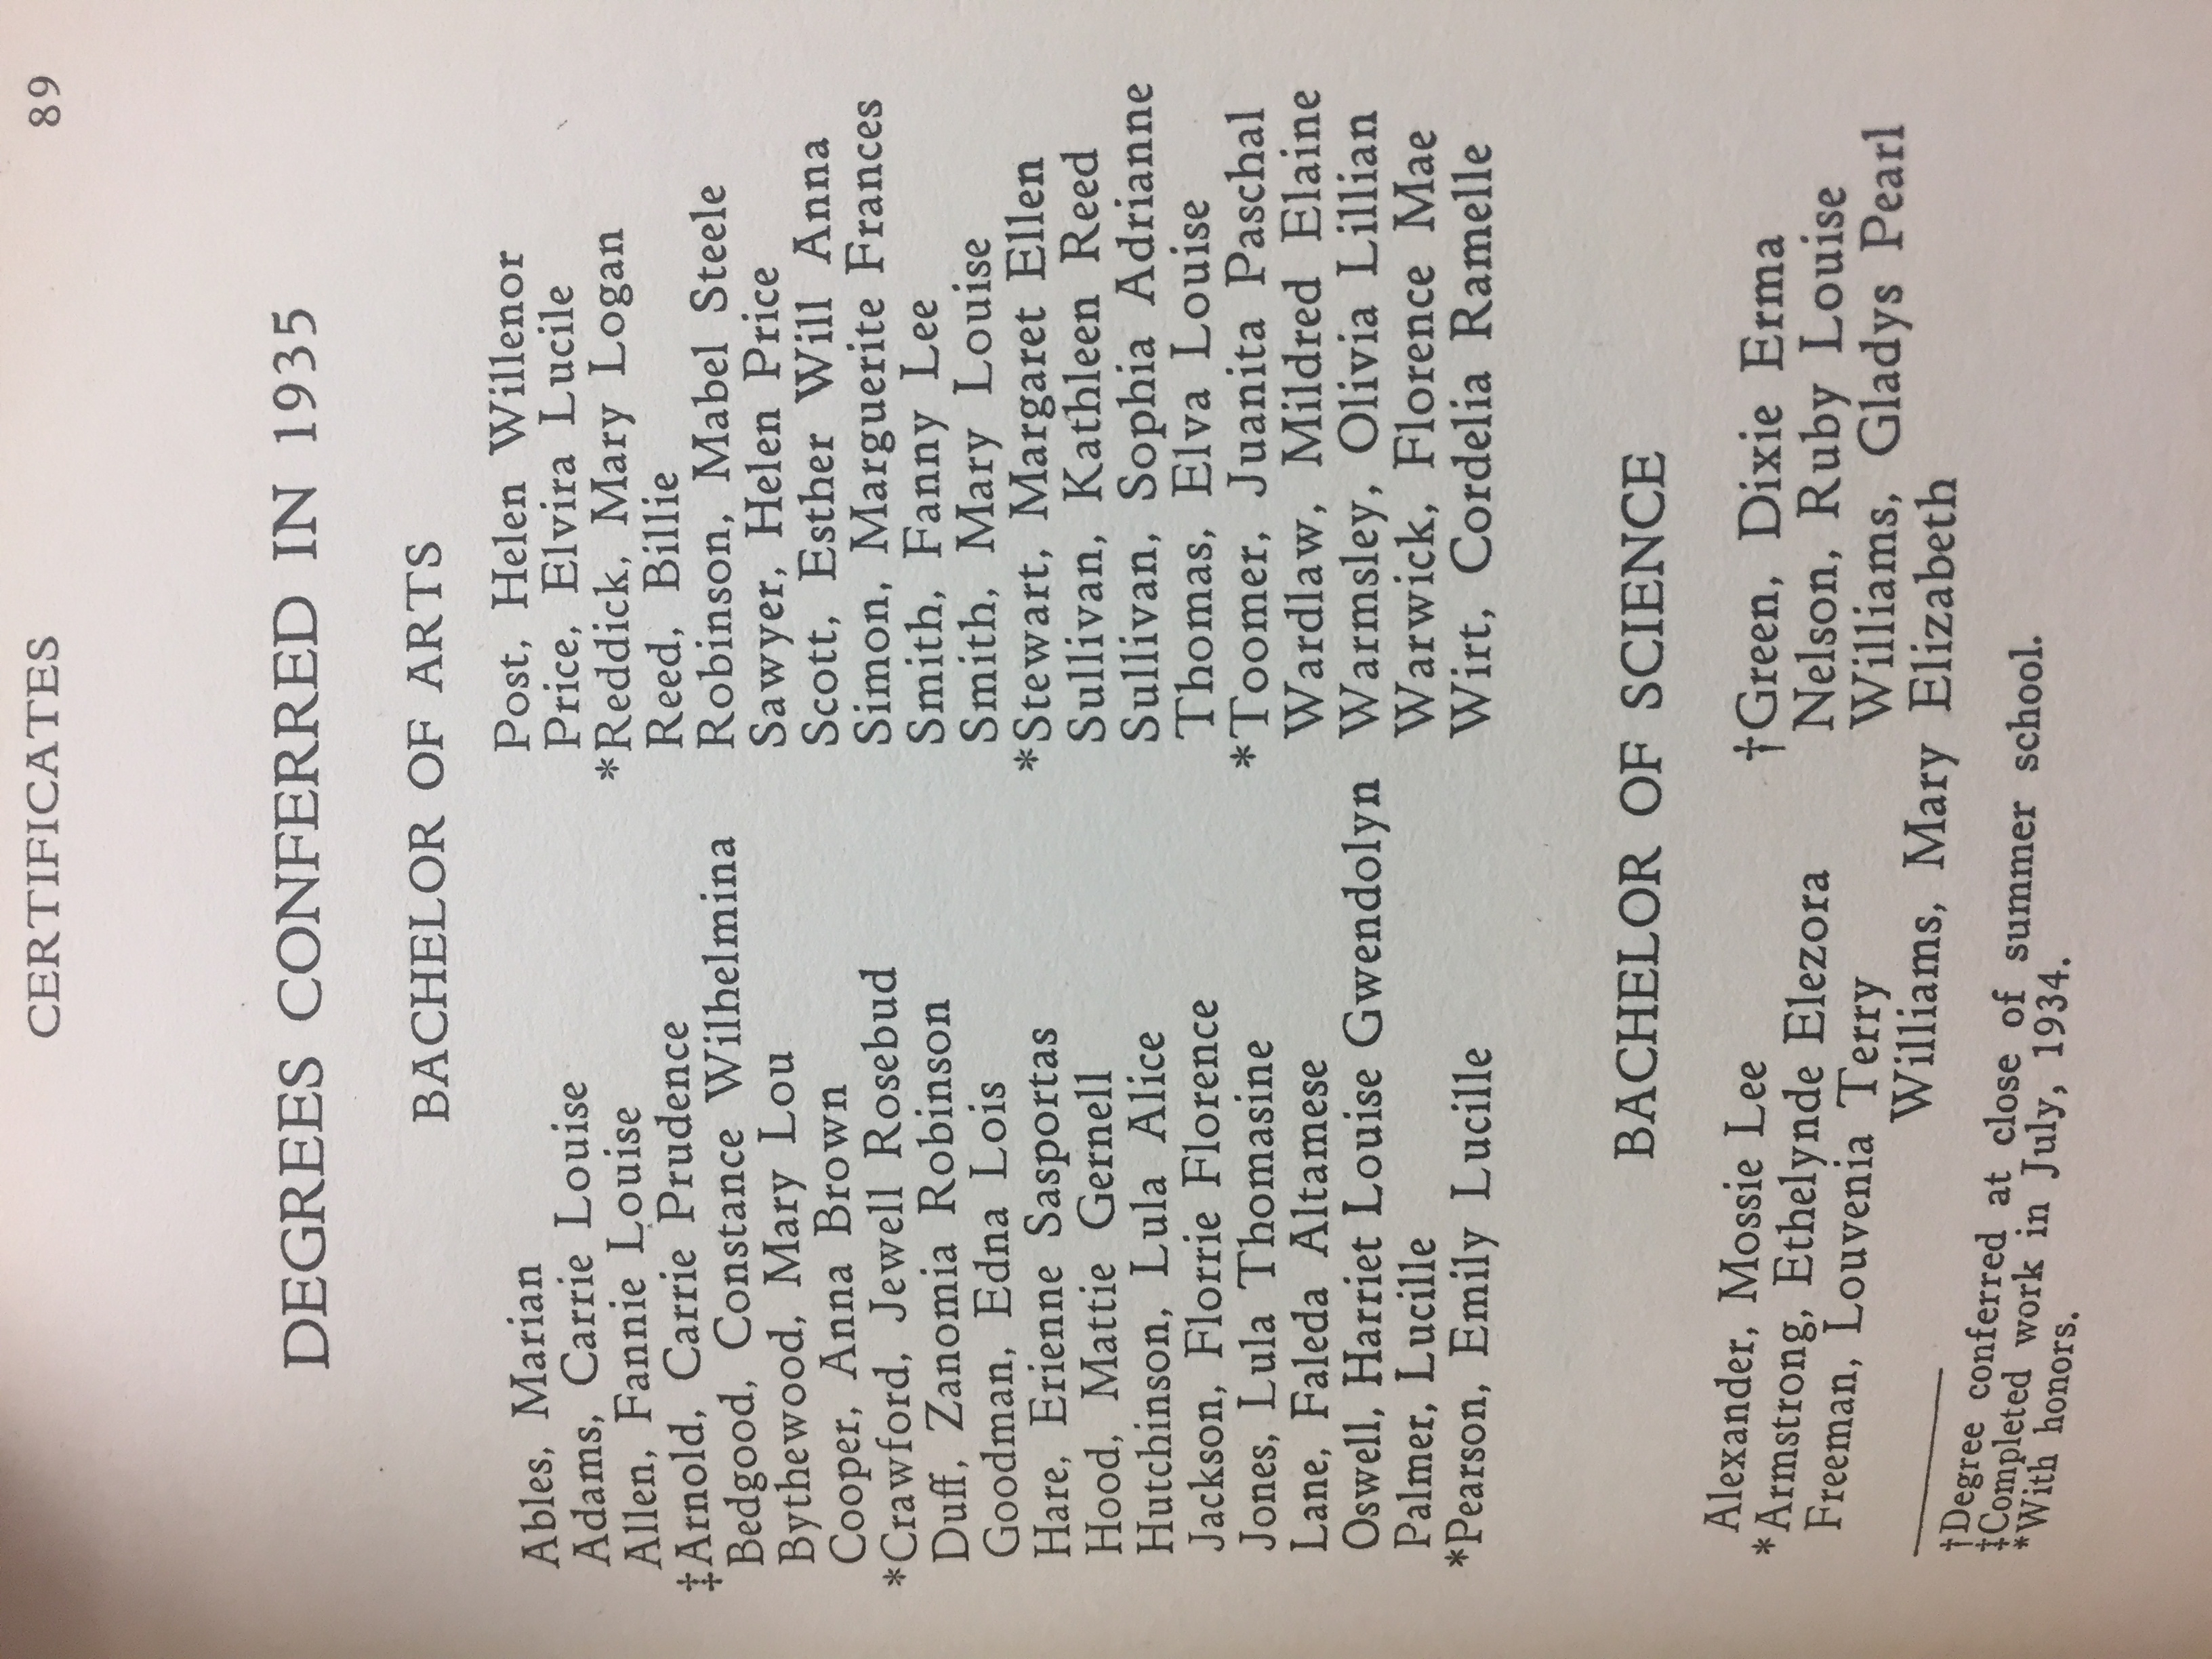 CERTIFICATES 89
DEGREES CONFERRED IN 1935
BACHELOR OF ARTS
Ables, Marian
Adams, Carrie Louise
Allen, Fannie Louise
‡Arnold, Carrie Prudence
Bedgood, Constance Wilhelmina
Bythewood, Mary Lou
Cooper, Anna Brown
*Crawford, Jewell Rosebud
Duff, Zanomia Robinson
Goodman, Edna Lois
Hare, Erienne Sasportas
Hood, Mattie Gernell
Hutchinson, Lula Alice
Jackson, Florrie Florence
Jones, Lula Thomasine
Lane, Faleda Altamese
Oswell, Harriet Louise Gwendolyn
Palmer, Lucille
*Pearson, Emily Lucille
Post, Helen Willenor
Price, Elvira Lucile
*Reddick, Mary Logan
Reed, Billie
Robinson, Mabel Steele
Sawyer, Helen Price
Scott, Esther Will Anna
Simon, Marguerite Frances
Smith, Fanny Lee
Smith, Mary Louise
*Stewart, Margaret Ellen
Sullivan, Kathleen Reed
Sullivan, Sophia Adrianne
Thomas, Elva Louise
*Toomer, Juanita Paschal
Wardlaw, Mildred Elaine
Warmsley, Olivia Lillian
Warwick, Florence Mae
Wirt, Cordelia Ramelle
BACHELOR OF SCIENCE
Alexander, Mossie Lee
*Armstrong, Ethelynde Elezora
Freeman, Louvenia Terry
†Green, Dixie Erma
Nelson, Ruby Louise
Williams, Gladys Pearl
Williams, Mary Elizabeth
†Degree conferred at close of summer school.
‡Completed work in July, 1934.
*With honors.